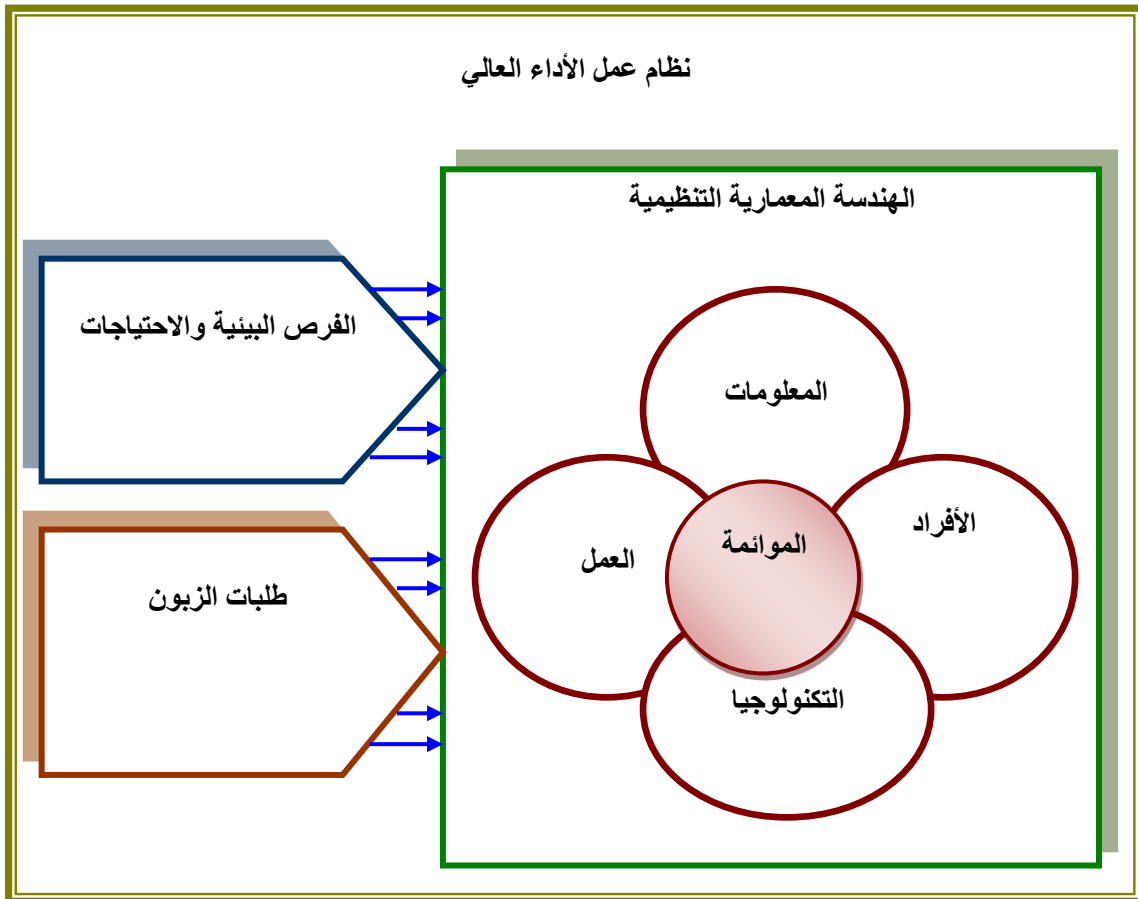 نظام عمل الأداء العالي
الهندسة المعمارية التنظيمية
الفرص البيئية والاحتياجات
المعلومات
الأفراد
الموائمة
العمل
طلبات الزبون
التكنولوجيا